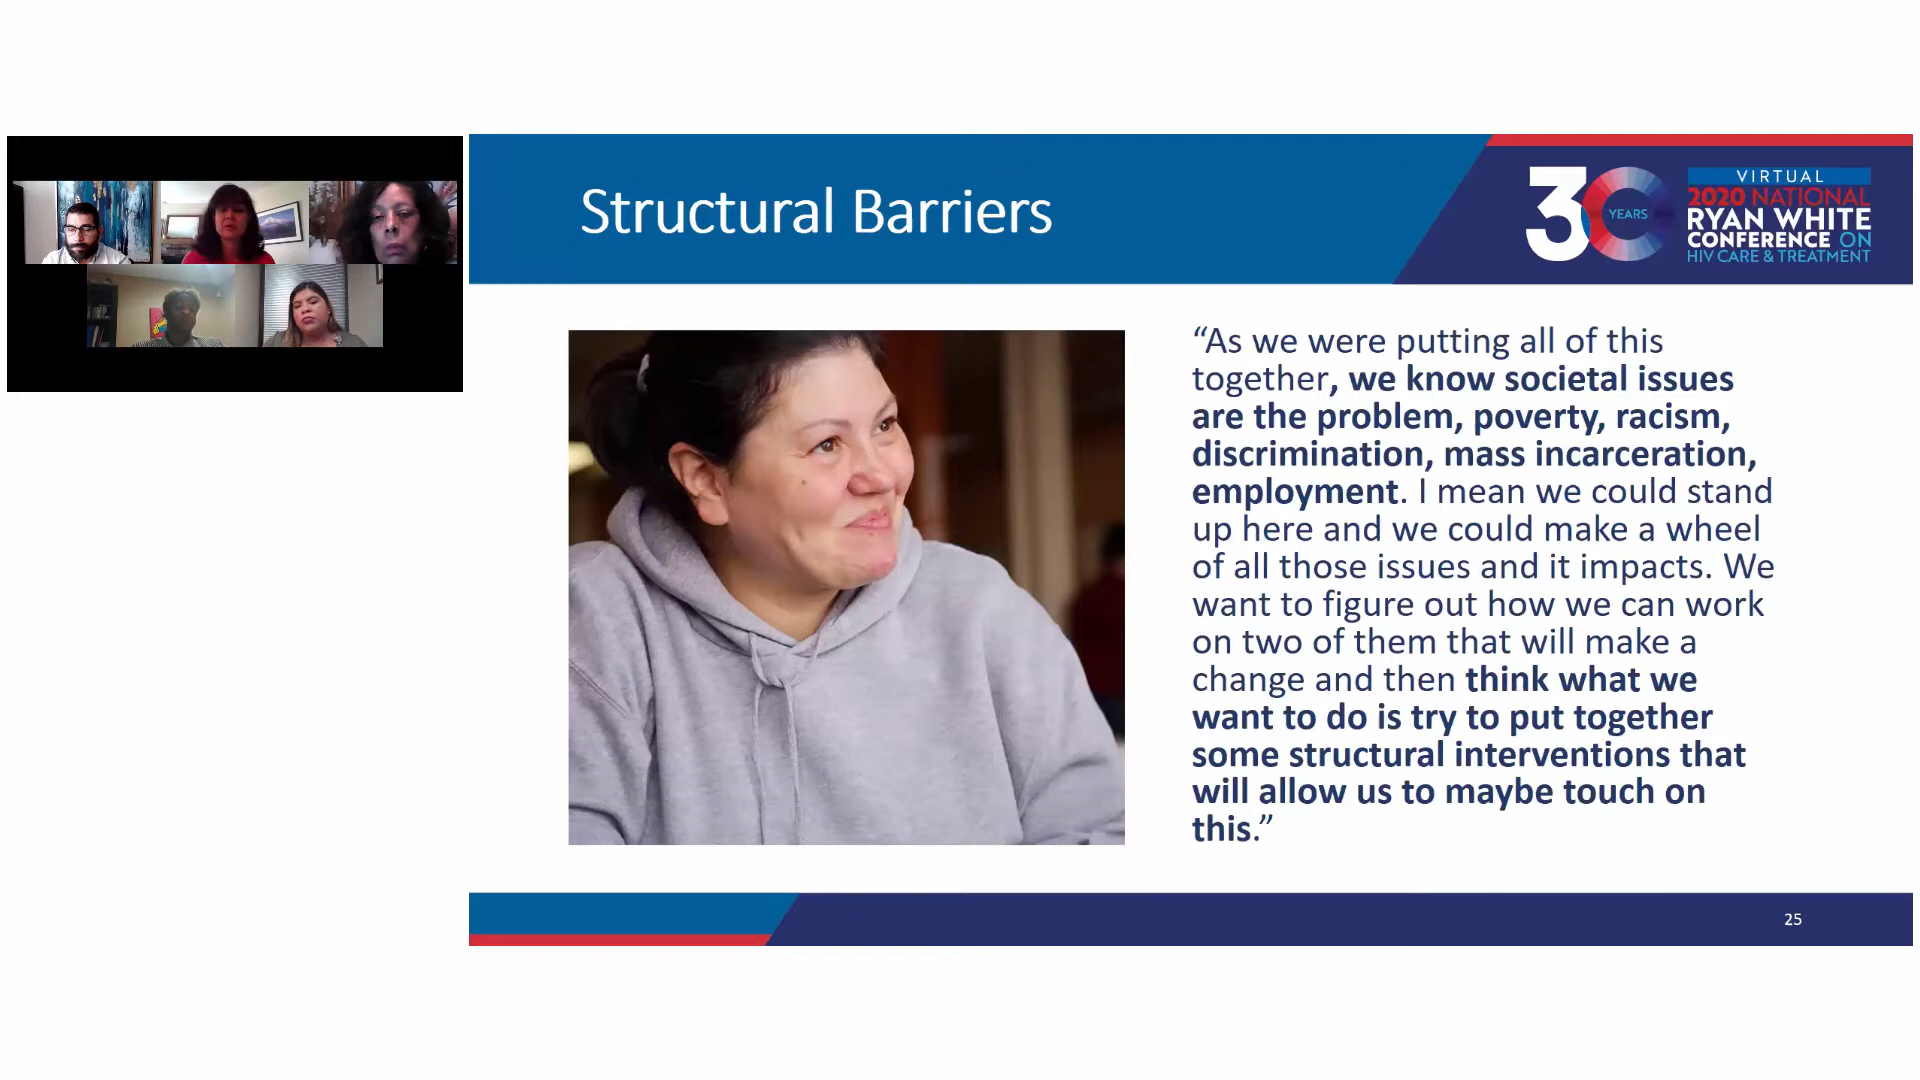 Structural Barriers
30
YEARS
VIRTUAL
2020 NATIONAL
RYAN WHITE
CONFERENCE ON
HIV CARE & TREATMENT
“As we were putting all of this
together, we know societal issues
are the problem, poverty, racism,
discrimination, mass incarceration,
employment. I mean we could stand
up here and we could make a wheel
of all those issues and it impacts. We
want to figure out how we can work
on two of them that will make a
change and then think what we
want to do is try to put together
some structural interventions that
will allow us to maybe touch on
this.”
25